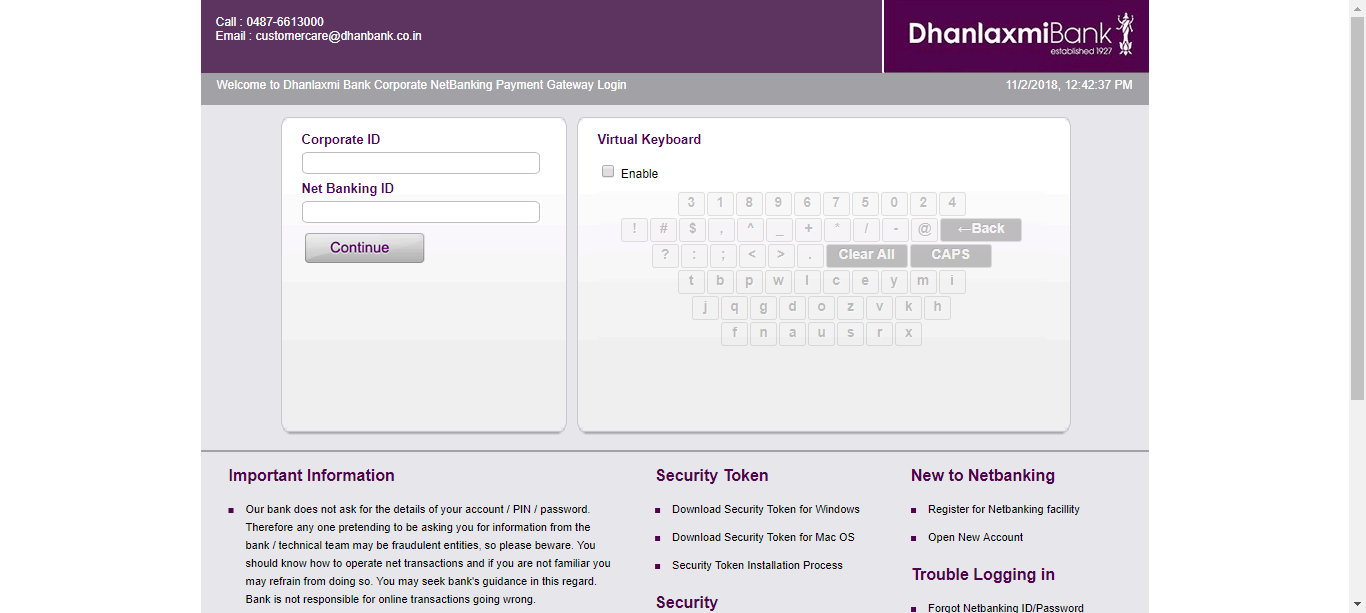 Call : 0487-6613000
Email : customercare@dhanbank.co.in
DhanlaxmiBank
established 1927
Welcome to Dhanlaxmi Bank Corporate NetBanking Payment Gateway Login
11/2/2018, 12:42:37 PM
Corporate ID
Net Banking ID
Continue
Virtual Keyboard
Enable
3 1 8 9 6 7 5 0 2 4
! # $ , ^ _ + * / - @ ←Back
? : ; < > . Clear All CAPS
t b p w l c e y m i
j q g d o z v k h
f n a u s r x
Important Information
Our bank does not ask for the details of your account / PIN / password.
Therefore any one pretending to be asking you for information from the
bank / technical team may be fraudulent entities, so please beware. You
should know how to operate net transactions and if you are not familiar you
may refrain from doing so. You may seek bank's guidance in this regard.
Bank is not responsible for online transactions going wrong.
Security Token
Download Security Token for Windows
Download Security Token for Mac OS
Security Token Installation Process
Security
New to Netbanking
Register for Netbanking facillity
Open New Account
Trouble Logging in
Forgot Netbanking ID/Password